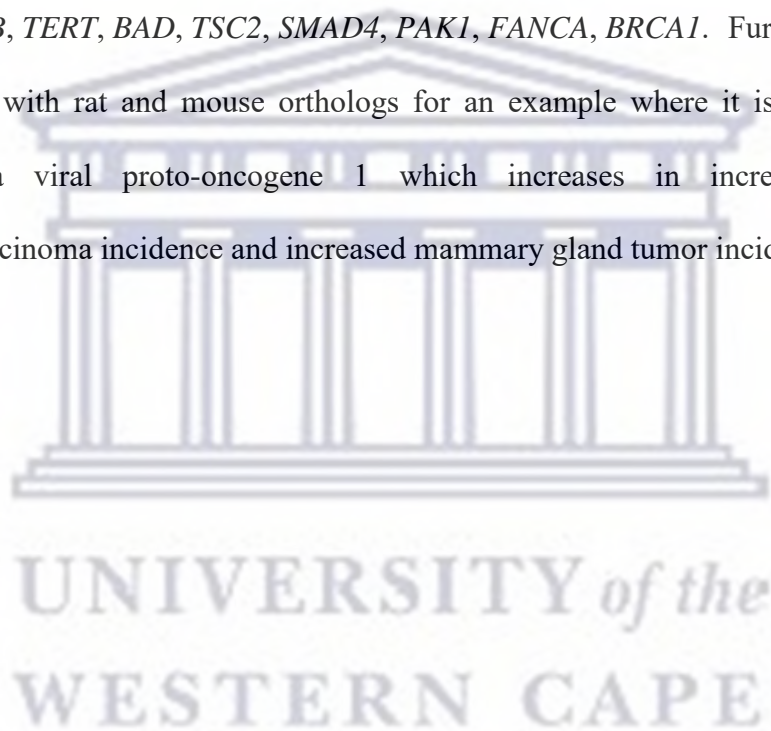 TERT, BAD, TSC2, SMAD4, PAK1, FANCA, BRCA1. Fur
with rat and mouse orthologs for an example where it is
viral proto-oncogene 1 which increases in incre
cinoma incidence and increased mammary gland tumor incid
UNIVERSITY of the
WESTERN CAPE